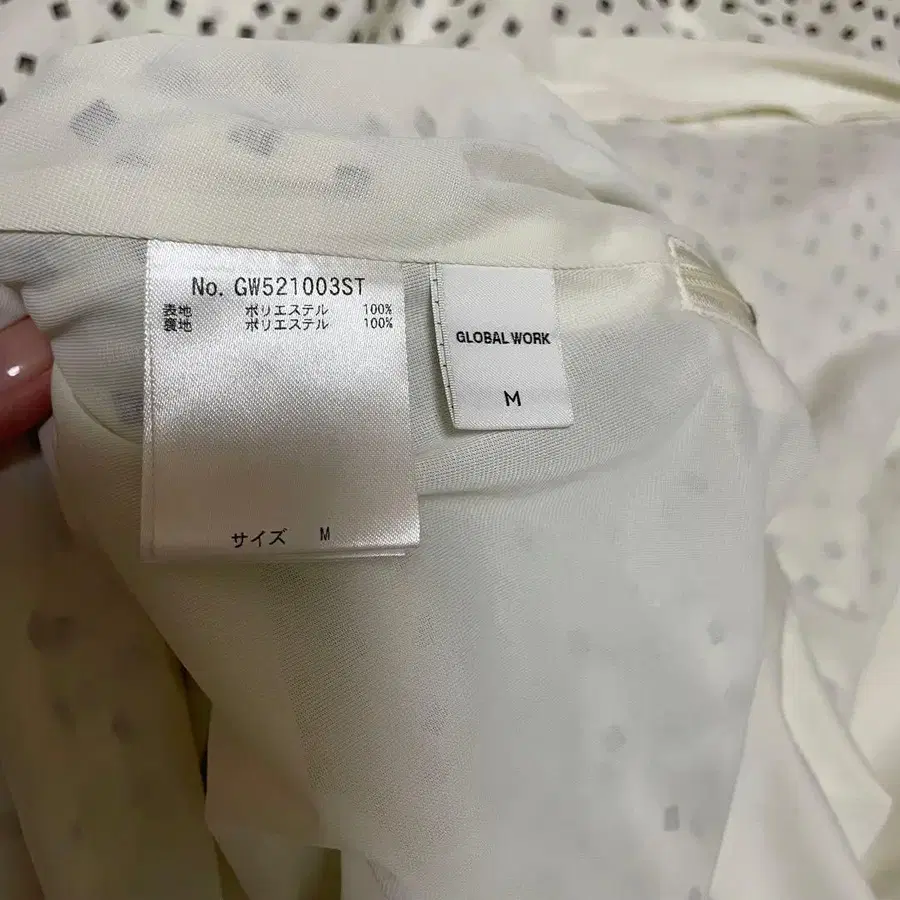 No. GW521003ST
表地 ポリエステル 100%
裏地 ポリエステル 100%
サイズ M
GLOBAL WORK
M